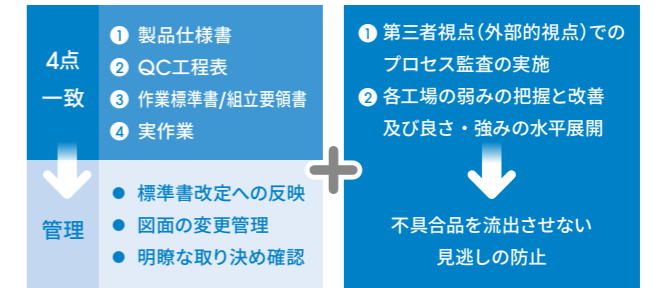 4点
一致
❶ 製品仕様書
❷ QC工程表
❸ 作業標準書/組立要領書
❹ 実作業
管理
● 標準書改定への反映
● 図面の変更管理
● 明瞭な取り決め確認
❶ 第三者視点(外部的視点)での
プロセス監査の実施
❷ 各工場の弱みの把握と改善
及び良さ・強みの水平展開
不具合品を流出させない
見逃しの防止